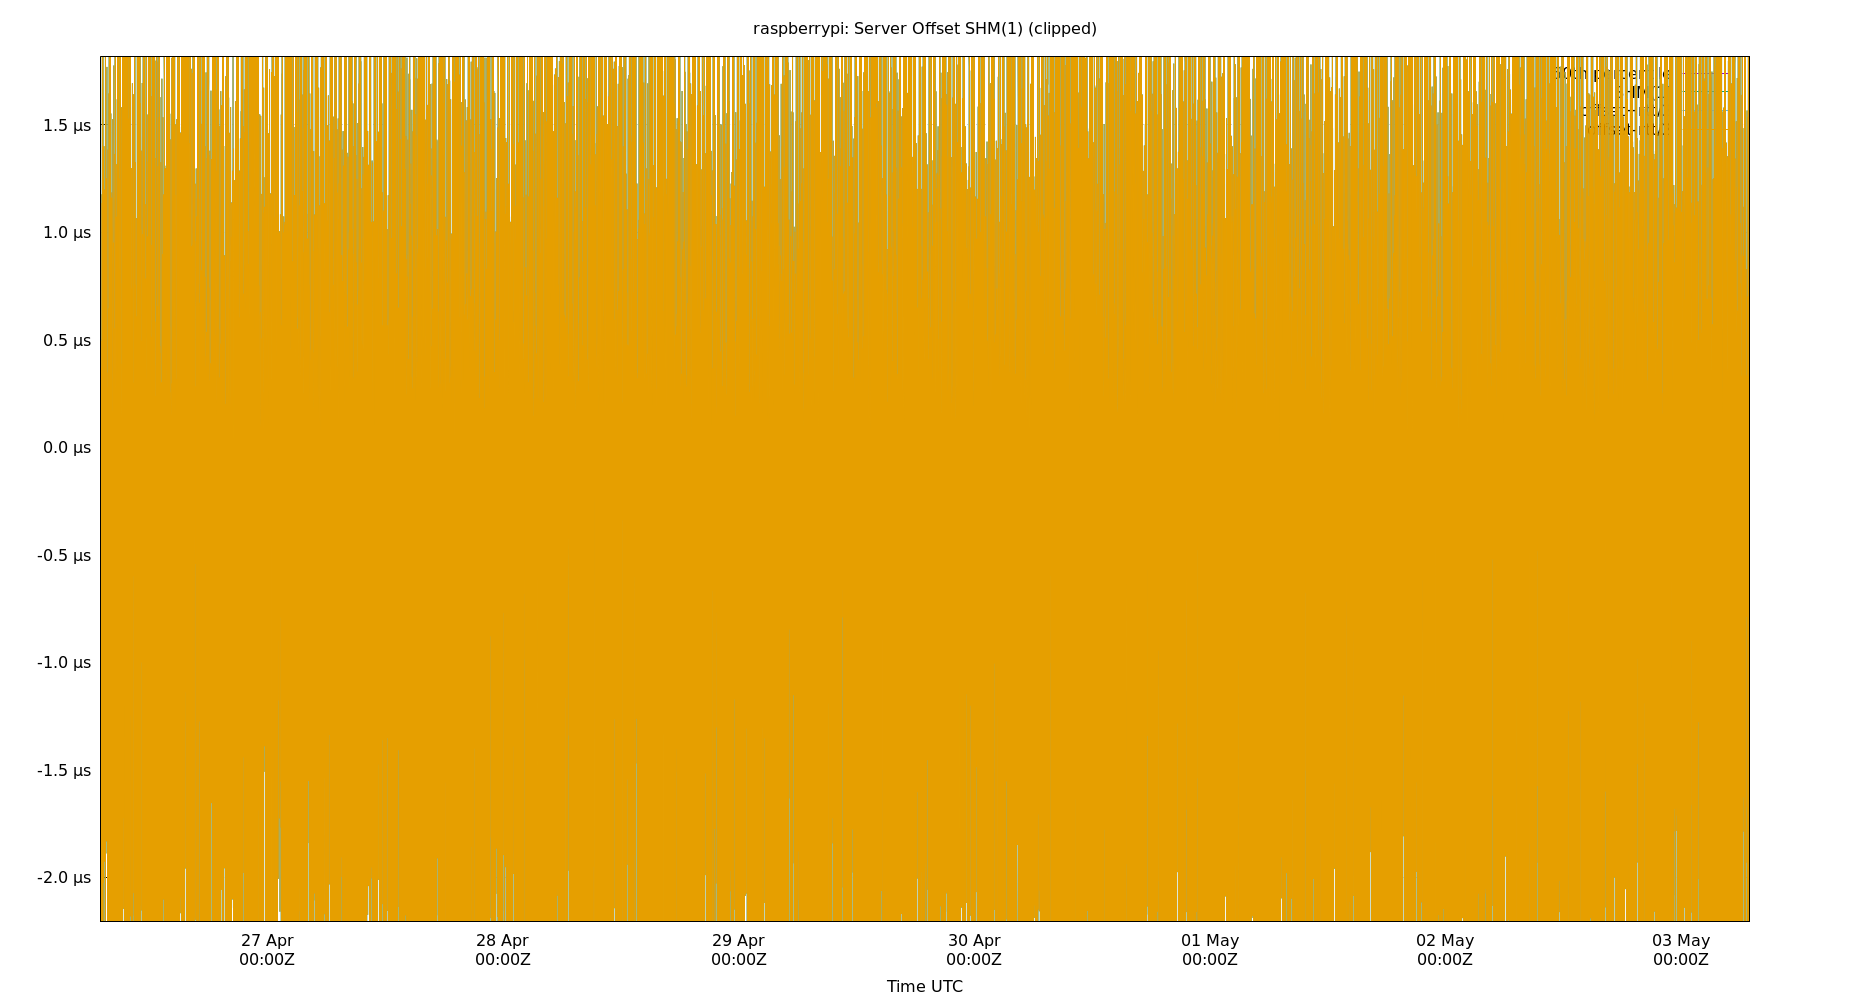 raspberrypi: Server Offset SHM(1) (clipped)
1.5 µs
1.0 µs
0.5 µs
0.0 µs
-0.5 µs
-1.0 µs
-1.5 µs
-2.0 µs
27 Apr 28 Apr 29 Apr 30 Apr 01 May 02 May 03 May
00:00Z 00:00Z 00:00Z 00:00Z 00:00Z 00:00Z 00:00Z
Time UTC